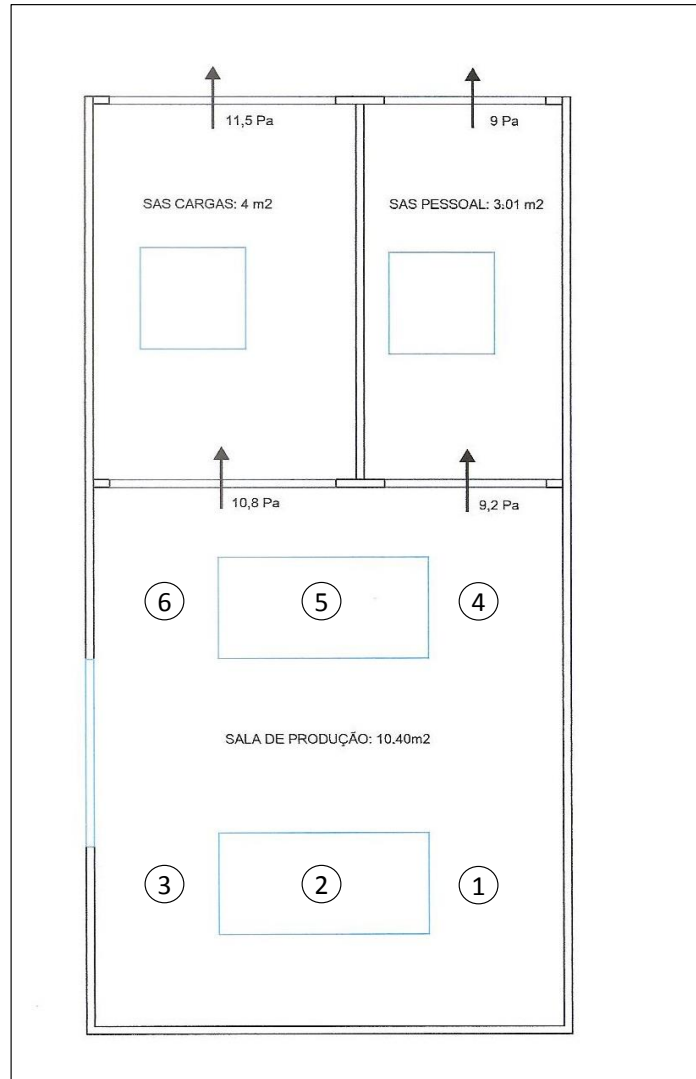 11,5 Pa
9 Pa
SAS CARGAS: 4 m2
SAS PESSOAL: 3.01 m2
10,8 Pa
9,2 Pa
6
5
4
SALA DE PRODUÇÃO: 10.40m2
3
2
1